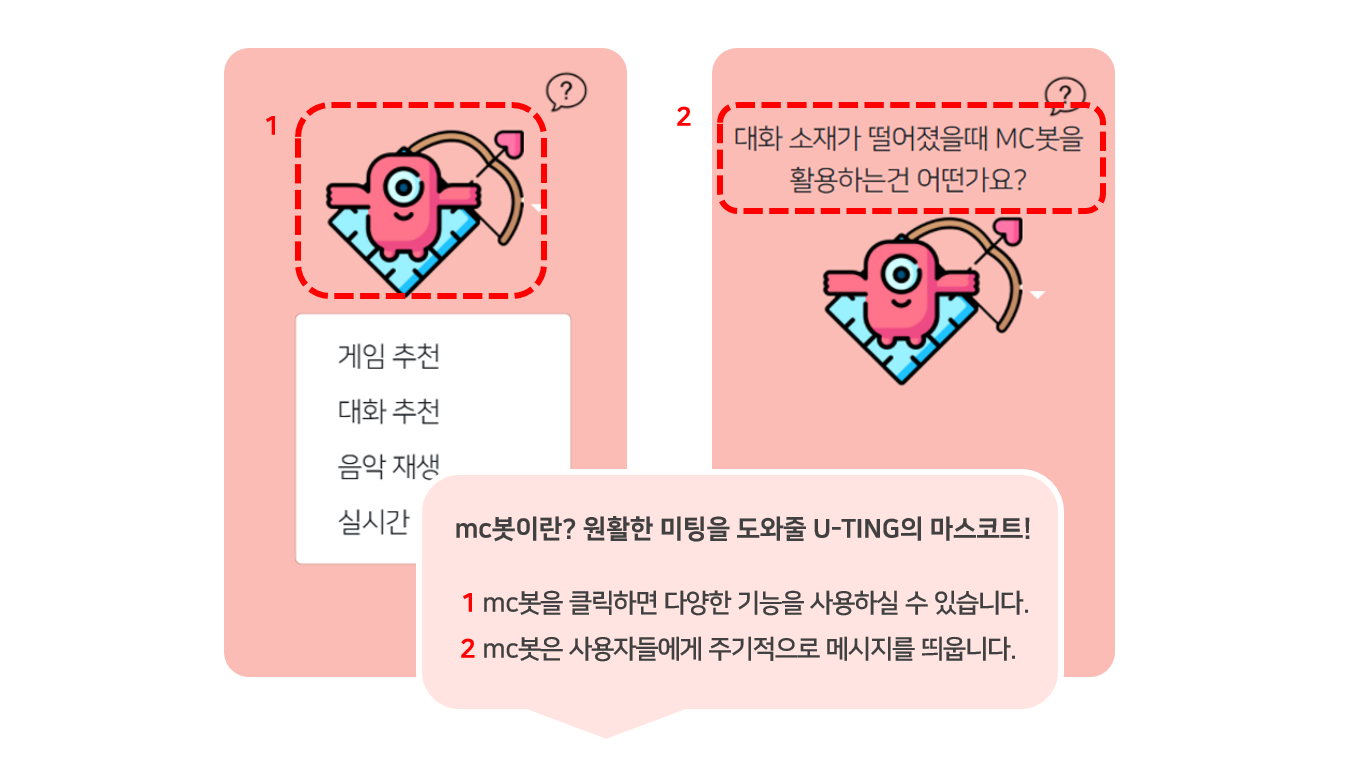 1
?
게임 추천
대화 추천
음악 재생
실시간
2
?
대화 소재가 떨어졌을때 MC봇을
활용하는건 어떤가요?
mc봇이란? 원활한 미팅을 도와줄 U-TING의 마스코트!
1 mc봇을 클릭하면 다양한 기능을 사용하실 수 있습니다.
2 mc봇은 사용자들에게 주기적으로 메시지를 띄웁니다.